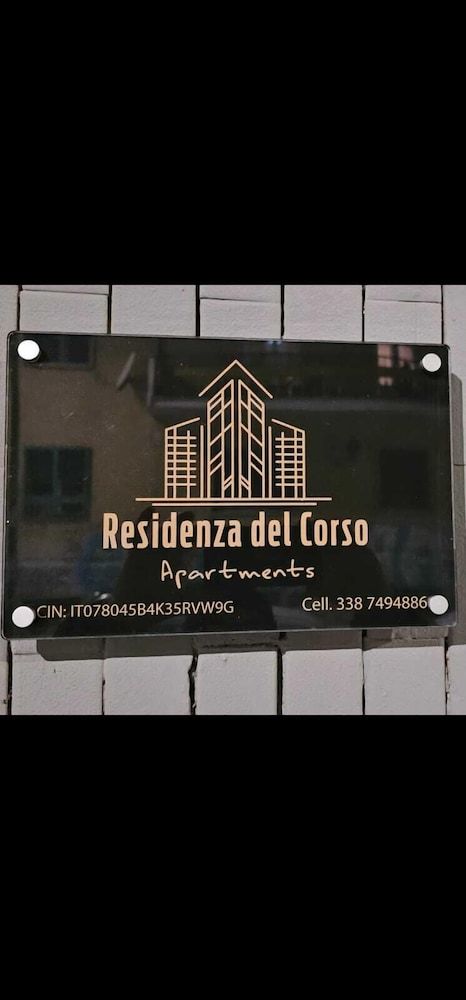 Residenza del Corso
Apartments
CIN: IT078045B4K35RVW9G
Cell. 338 7494886